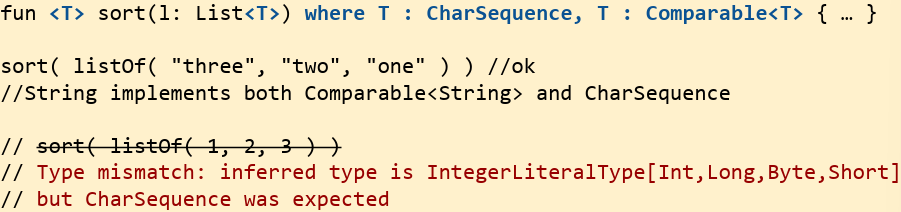 fun <T> sort(l: List<T>) where T : CharSequence, T : Comparable<T> { … }
sort( listOf( "three", "two", "one" ) ) //ok
//String implements both Comparable<String> and CharSequence
// sort( listOf( 1, 2, 3 ) )
// Type mismatch: inferred type is IntegerLiteralType[Int,Long,Byte,Short]
// but CharSequence was expected